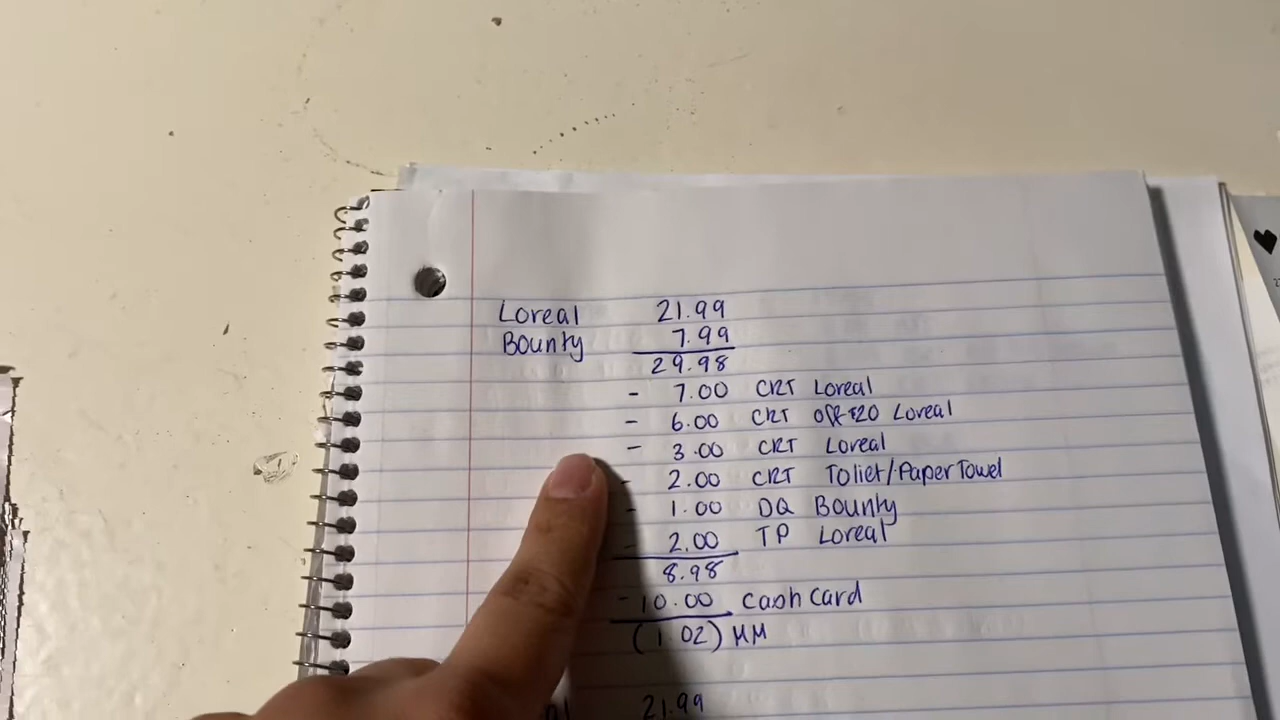 Loreal 21.99
Bounty 7.99
29.98
- 7.00 CRT Loreal
- 6.00 CRT off $20 Loreal
- 3.00 CRT Loreal
- 2.00 CRT Toliet/Paper Towel
- 1.00 DQ Bounty
- 2.00 TP Loreal
8.98
- 10.00 Cash Card
(1.02) MM
21.99